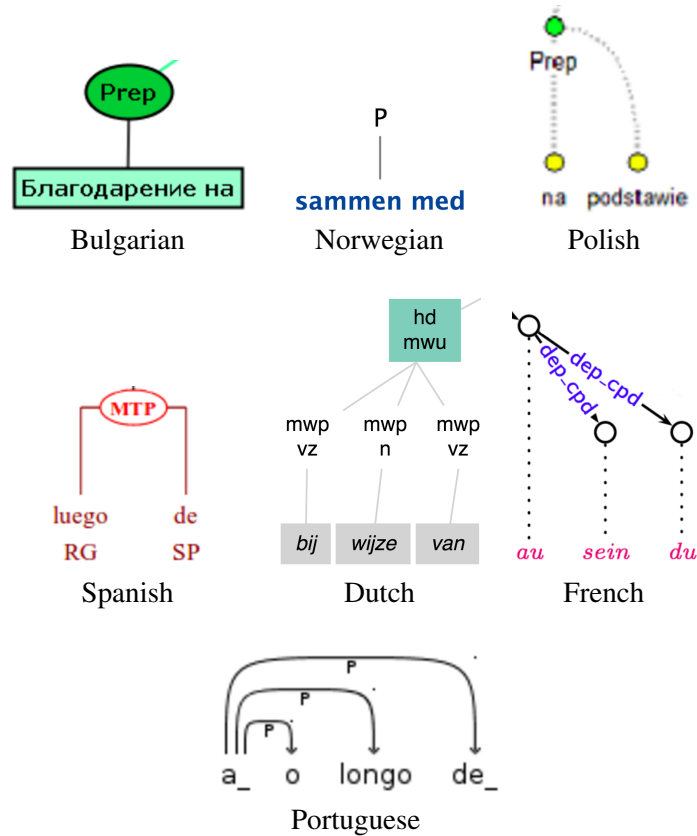 Prep
Благодарение на
Bulgarian
P
sammen med
Norwegian
Prep
na podstawie
Polish
MTP
luego de
RG SP
Spanish
hd
mwu
mwp mwp mwp
vz n vz
bij wijze van
Dutch
dep_cpd
dep_cpd
au sein du
French
P
P
P
a_ o longo de_
Portuguese